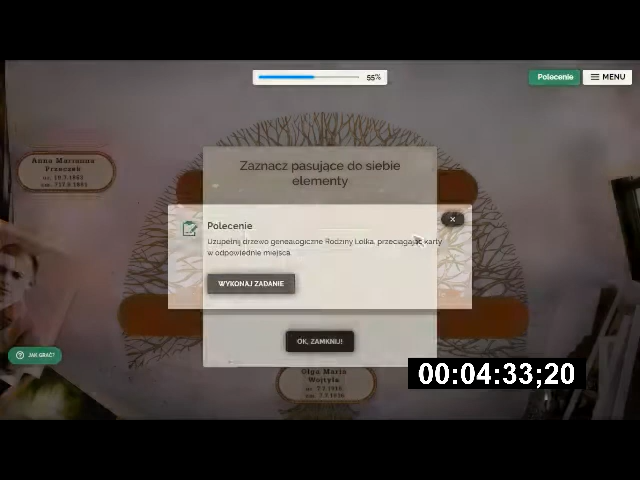 55%
Polecenie
MENU
Anna Marianna
Przeczek
Zaznacz pasujące do siebie
elementy
Polecenie
x
Uzupełnij drzewo genealogiczne Rodziny Lolka, przeciągając karty
w odpowiednie miejsca.
WYKONAJ ZADANIE
OK, ZAMKNIJ!
JAK GRAĆ?
Olga Maria
Wojtyła
00:04:33;20